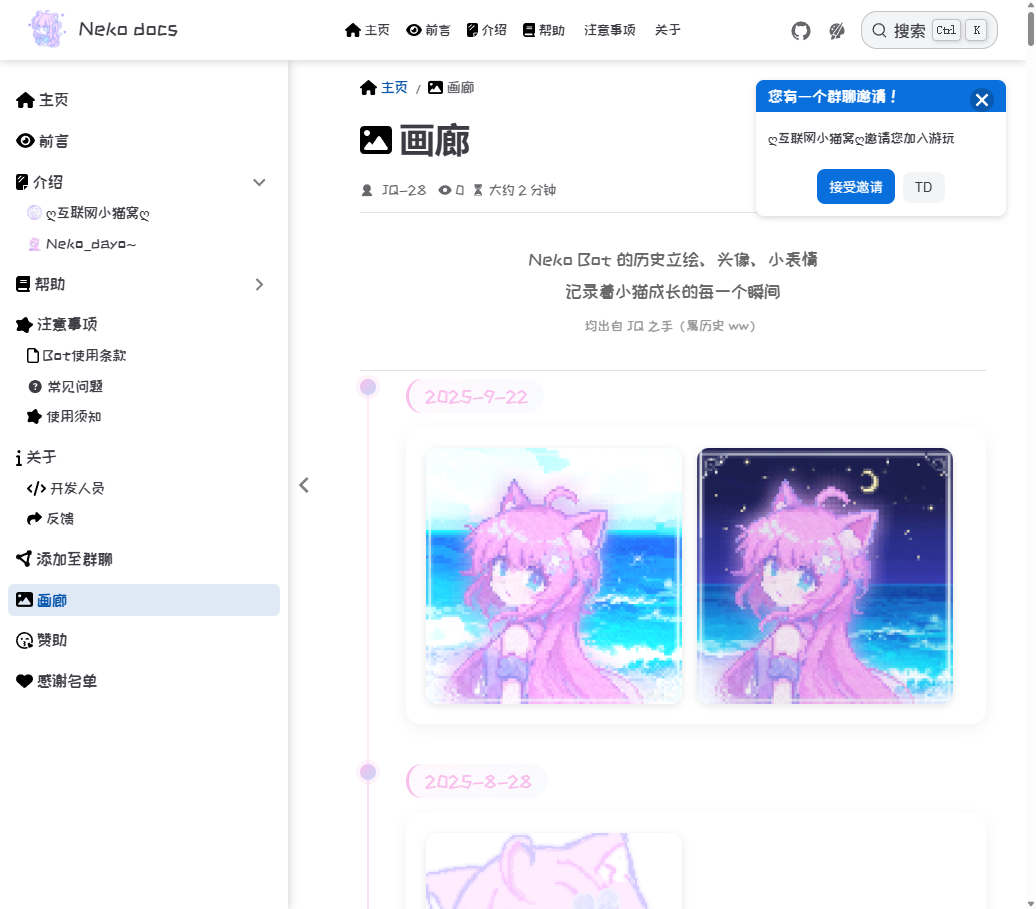 Neko docs
主页
前言
介绍
帮助
注意事项
关于
搜索 Ctrl K
主页
前言
介绍
ღ互联网小猫窝ღ
Neko_dayo~
帮助
注意事项
Bot使用条款
常见问题
使用须知
关于
开发人员
反馈
添加至群聊
画廊
赞助
感谢名单
主页 / 画廊
画廊
JQ-28 0 大约 2 分钟
您有一个群聊邀请！
ღ互联网小猫窝ღ邀请您加入游玩
接受邀请 TD
Neko Bot 的历史立绘、头像、小表情
记录着小猫成长的每一个瞬间
均出自 JQ 之手（黑历史 ww）
2025-9-22
2025-8-28